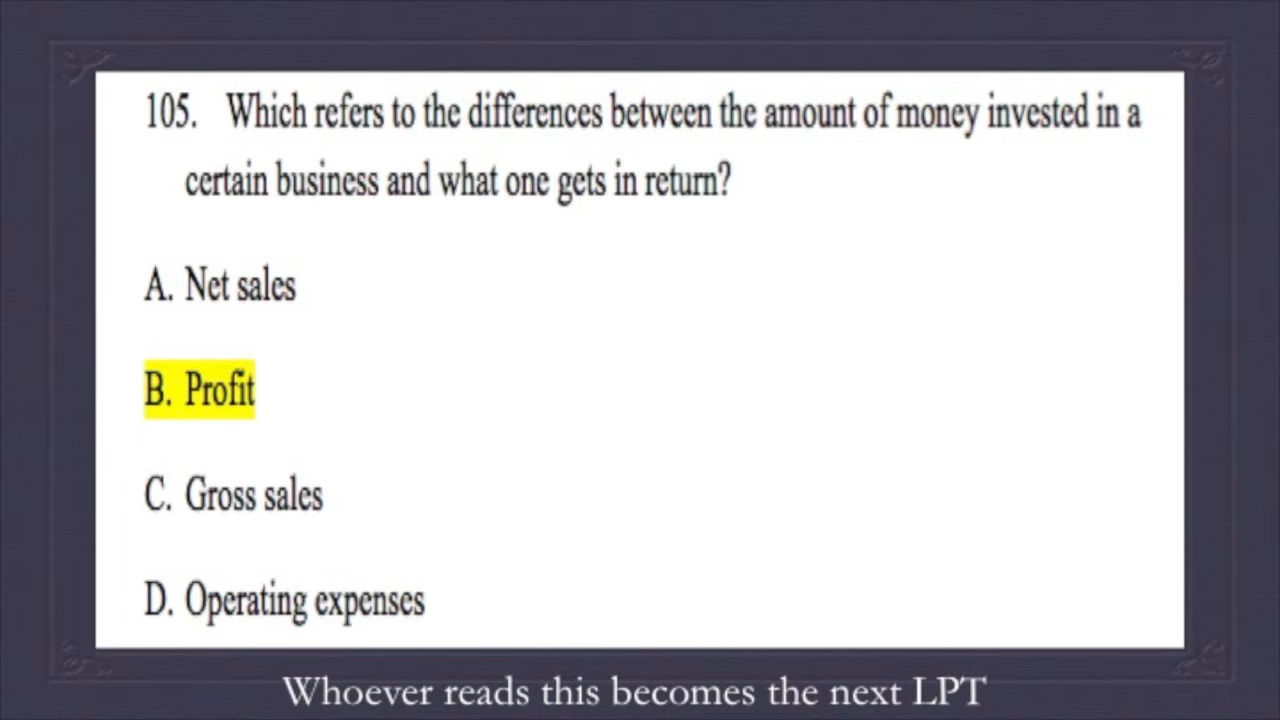 105. Which refers to the differences between the amount of money invested in a
certain business and what one gets in return?
A. Net sales
B. Profit
C. Gross sales
D. Operating expenses
Whoever reads this becomes the next LPT